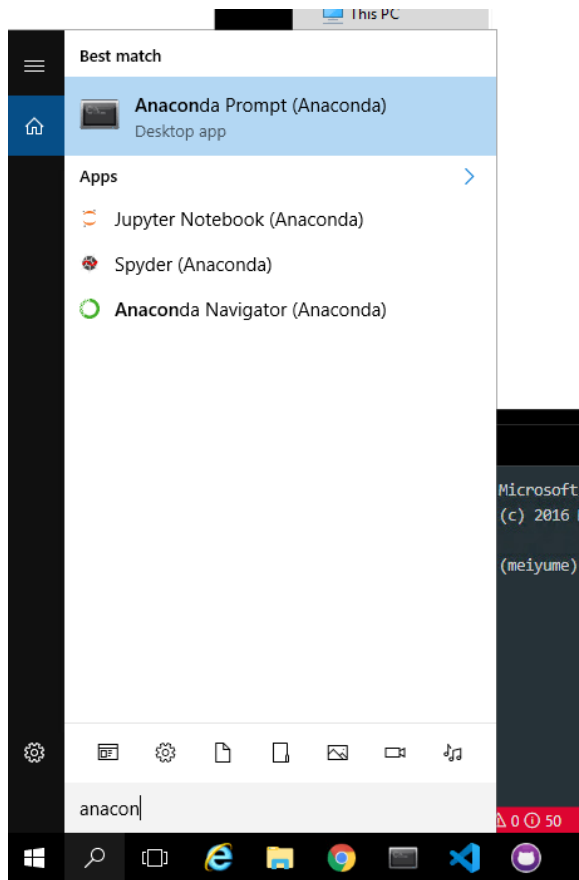 This PC
Best match
Anaconda Prompt (Anaconda)
Desktop app
Apps
Jupyter Notebook (Anaconda)
Spyder (Anaconda)
Anaconda Navigator (Anaconda)
Microsoft
(c) 2016
(meiyume)
anacon
0 50